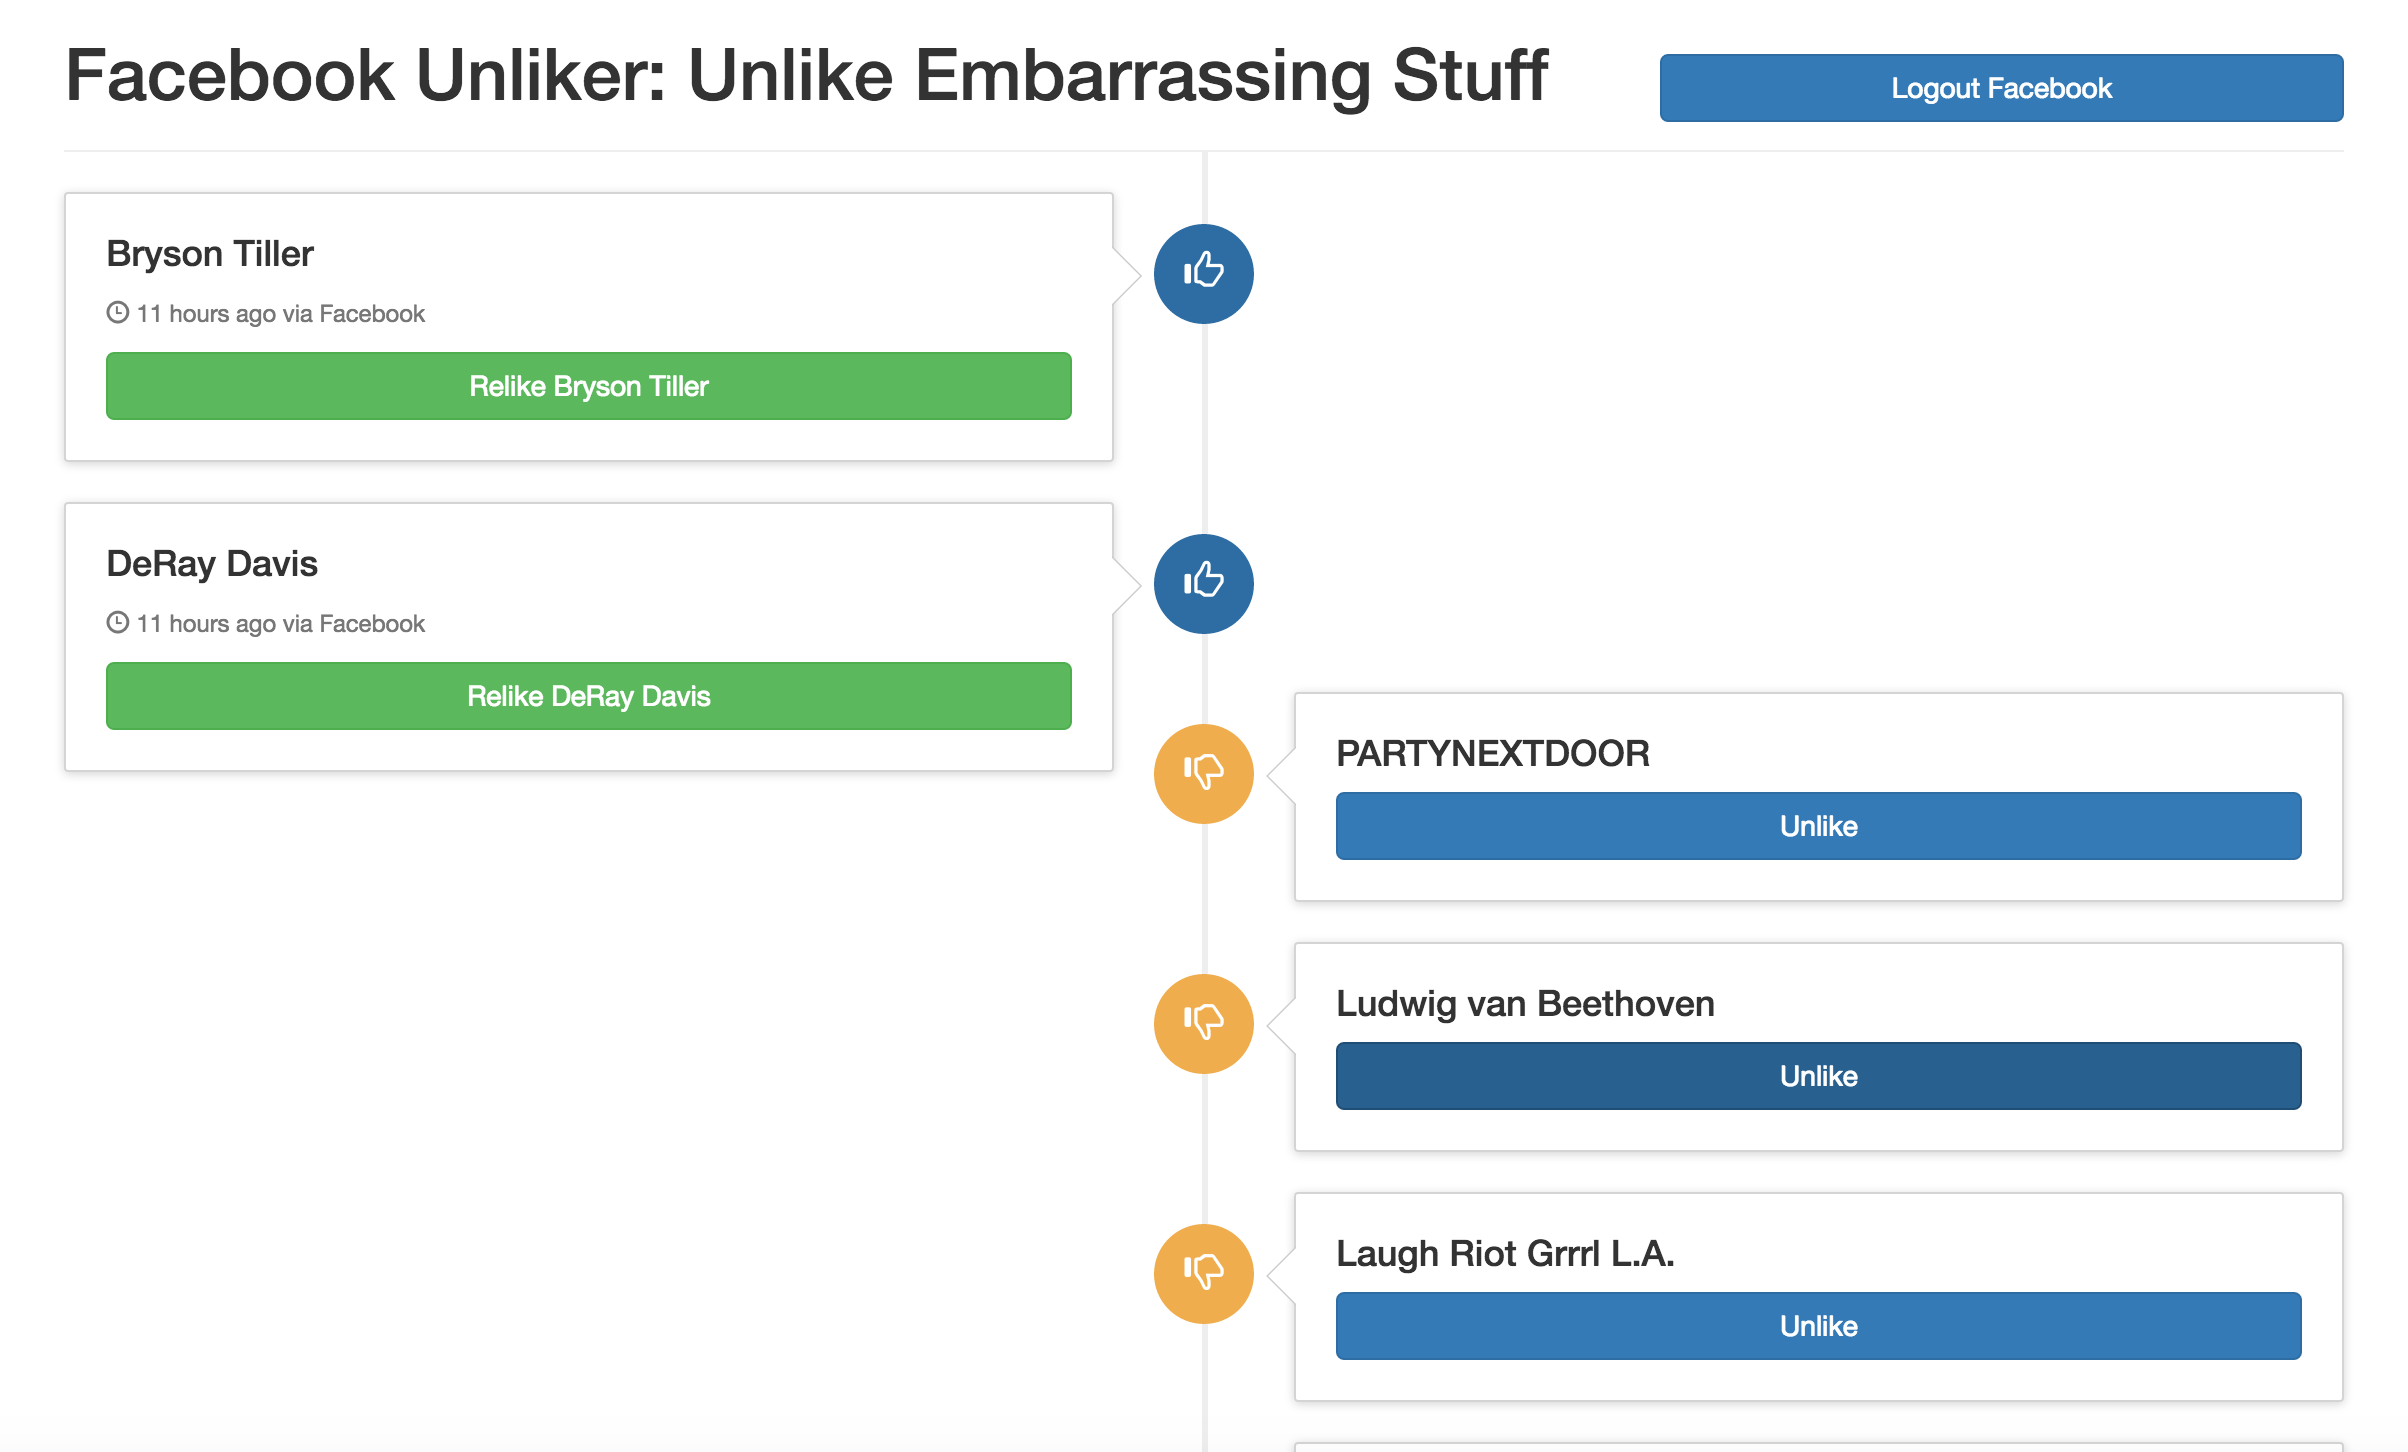 Facebook Unliker: Unlike Embarrassing Stuff
Logout Facebook
Bryson Tiller
11 hours ago via Facebook
Relike Bryson Tiller
DeRay Davis
11 hours ago via Facebook
Relike DeRay Davis
PARTYNEXTDOOR
Unlike
Ludwig van Beethoven
Unlike
Laugh Riot Grrrl L.A.
Unlike